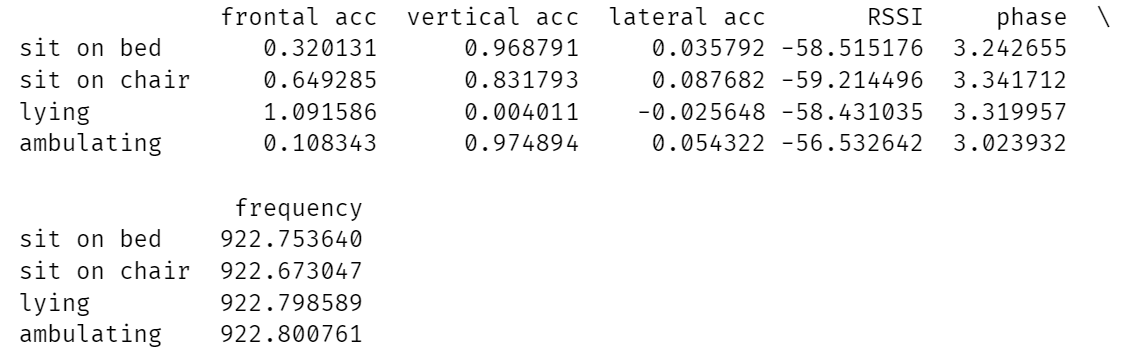 frontal acc vertical acc lateral acc RSSI phase \
sit on bed 0.320131 0.968791 0.035792 -58.515176 3.242655
sit on chair 0.649285 0.831793 0.087682 -59.214496 3.341712
lying 1.091586 0.004011 -0.025648 -58.431035 3.319957
ambulating 0.108343 0.974894 0.054322 -56.532642 3.023932
frequency
sit on bed 922.753640
sit on chair 922.673047
lying 922.798589
ambulating 922.800761